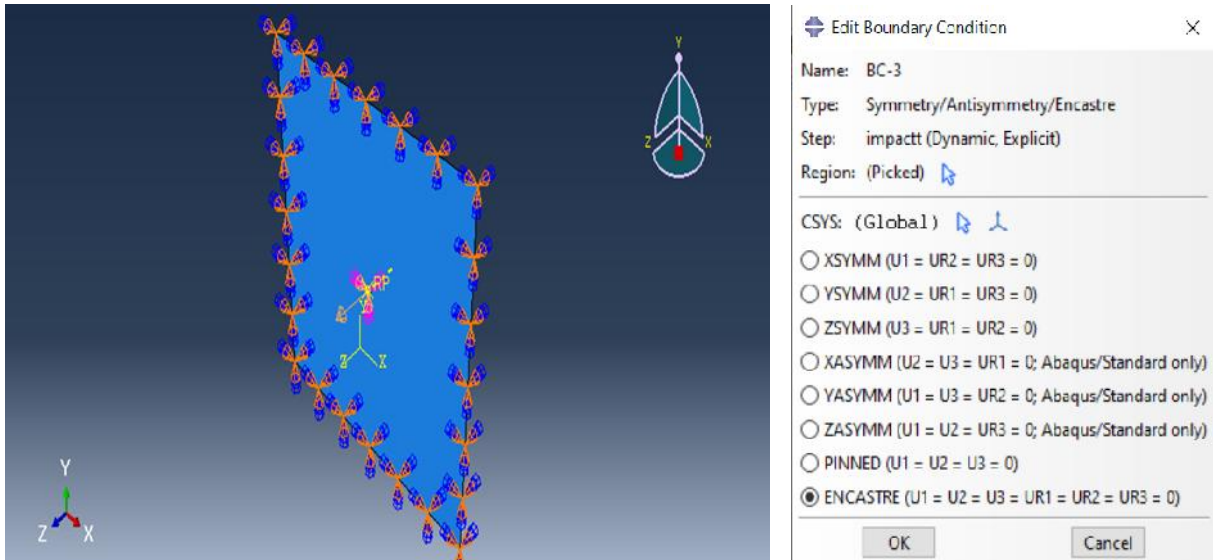 Y
Z
X
RP
Y
Z
X
Y
Z
X
Edit Boundary Condition
Name: BC-3
Type: Symmetry/Antisymmetry/Encastre
Step: impactt (Dynamic, Explicit)
Region: (Picked)
CSYS: (Global)
XSYMM (U1 = UR2 = UR3 = 0)
YSYMM (U2 = UR1 = UR3 = 0)
ZSYMM (U3 = UR1 = UR2 = 0)
XASYMM (U2 = U3 = UR1 = 0; Abaqus/Standard only)
YASYMM (U1 = U3 = UR2 = 0; Abaqus/Standard only)
ZASYMM (U1 = U2 = UR3 = 0; Abaqus/Standard only)
PINNED (U1 = U2 = U3 = 0)
ENCASTRE (U1 = U2 = U3 = UR1 = UR2 = UR3 = 0)
OK Cancel